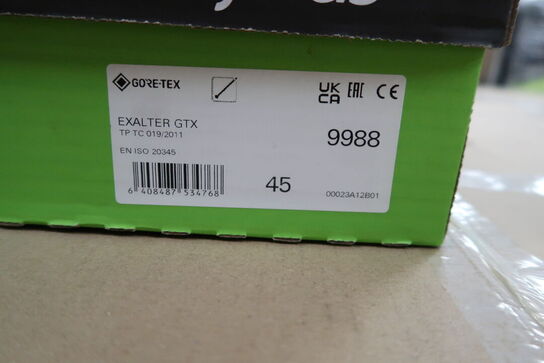 GORE-TEX
UK CA EAC CE
EXALTER GTX
TP TC 019/2011
9988
EN ISO 20345
6 408487 534768
45
00023A12B01